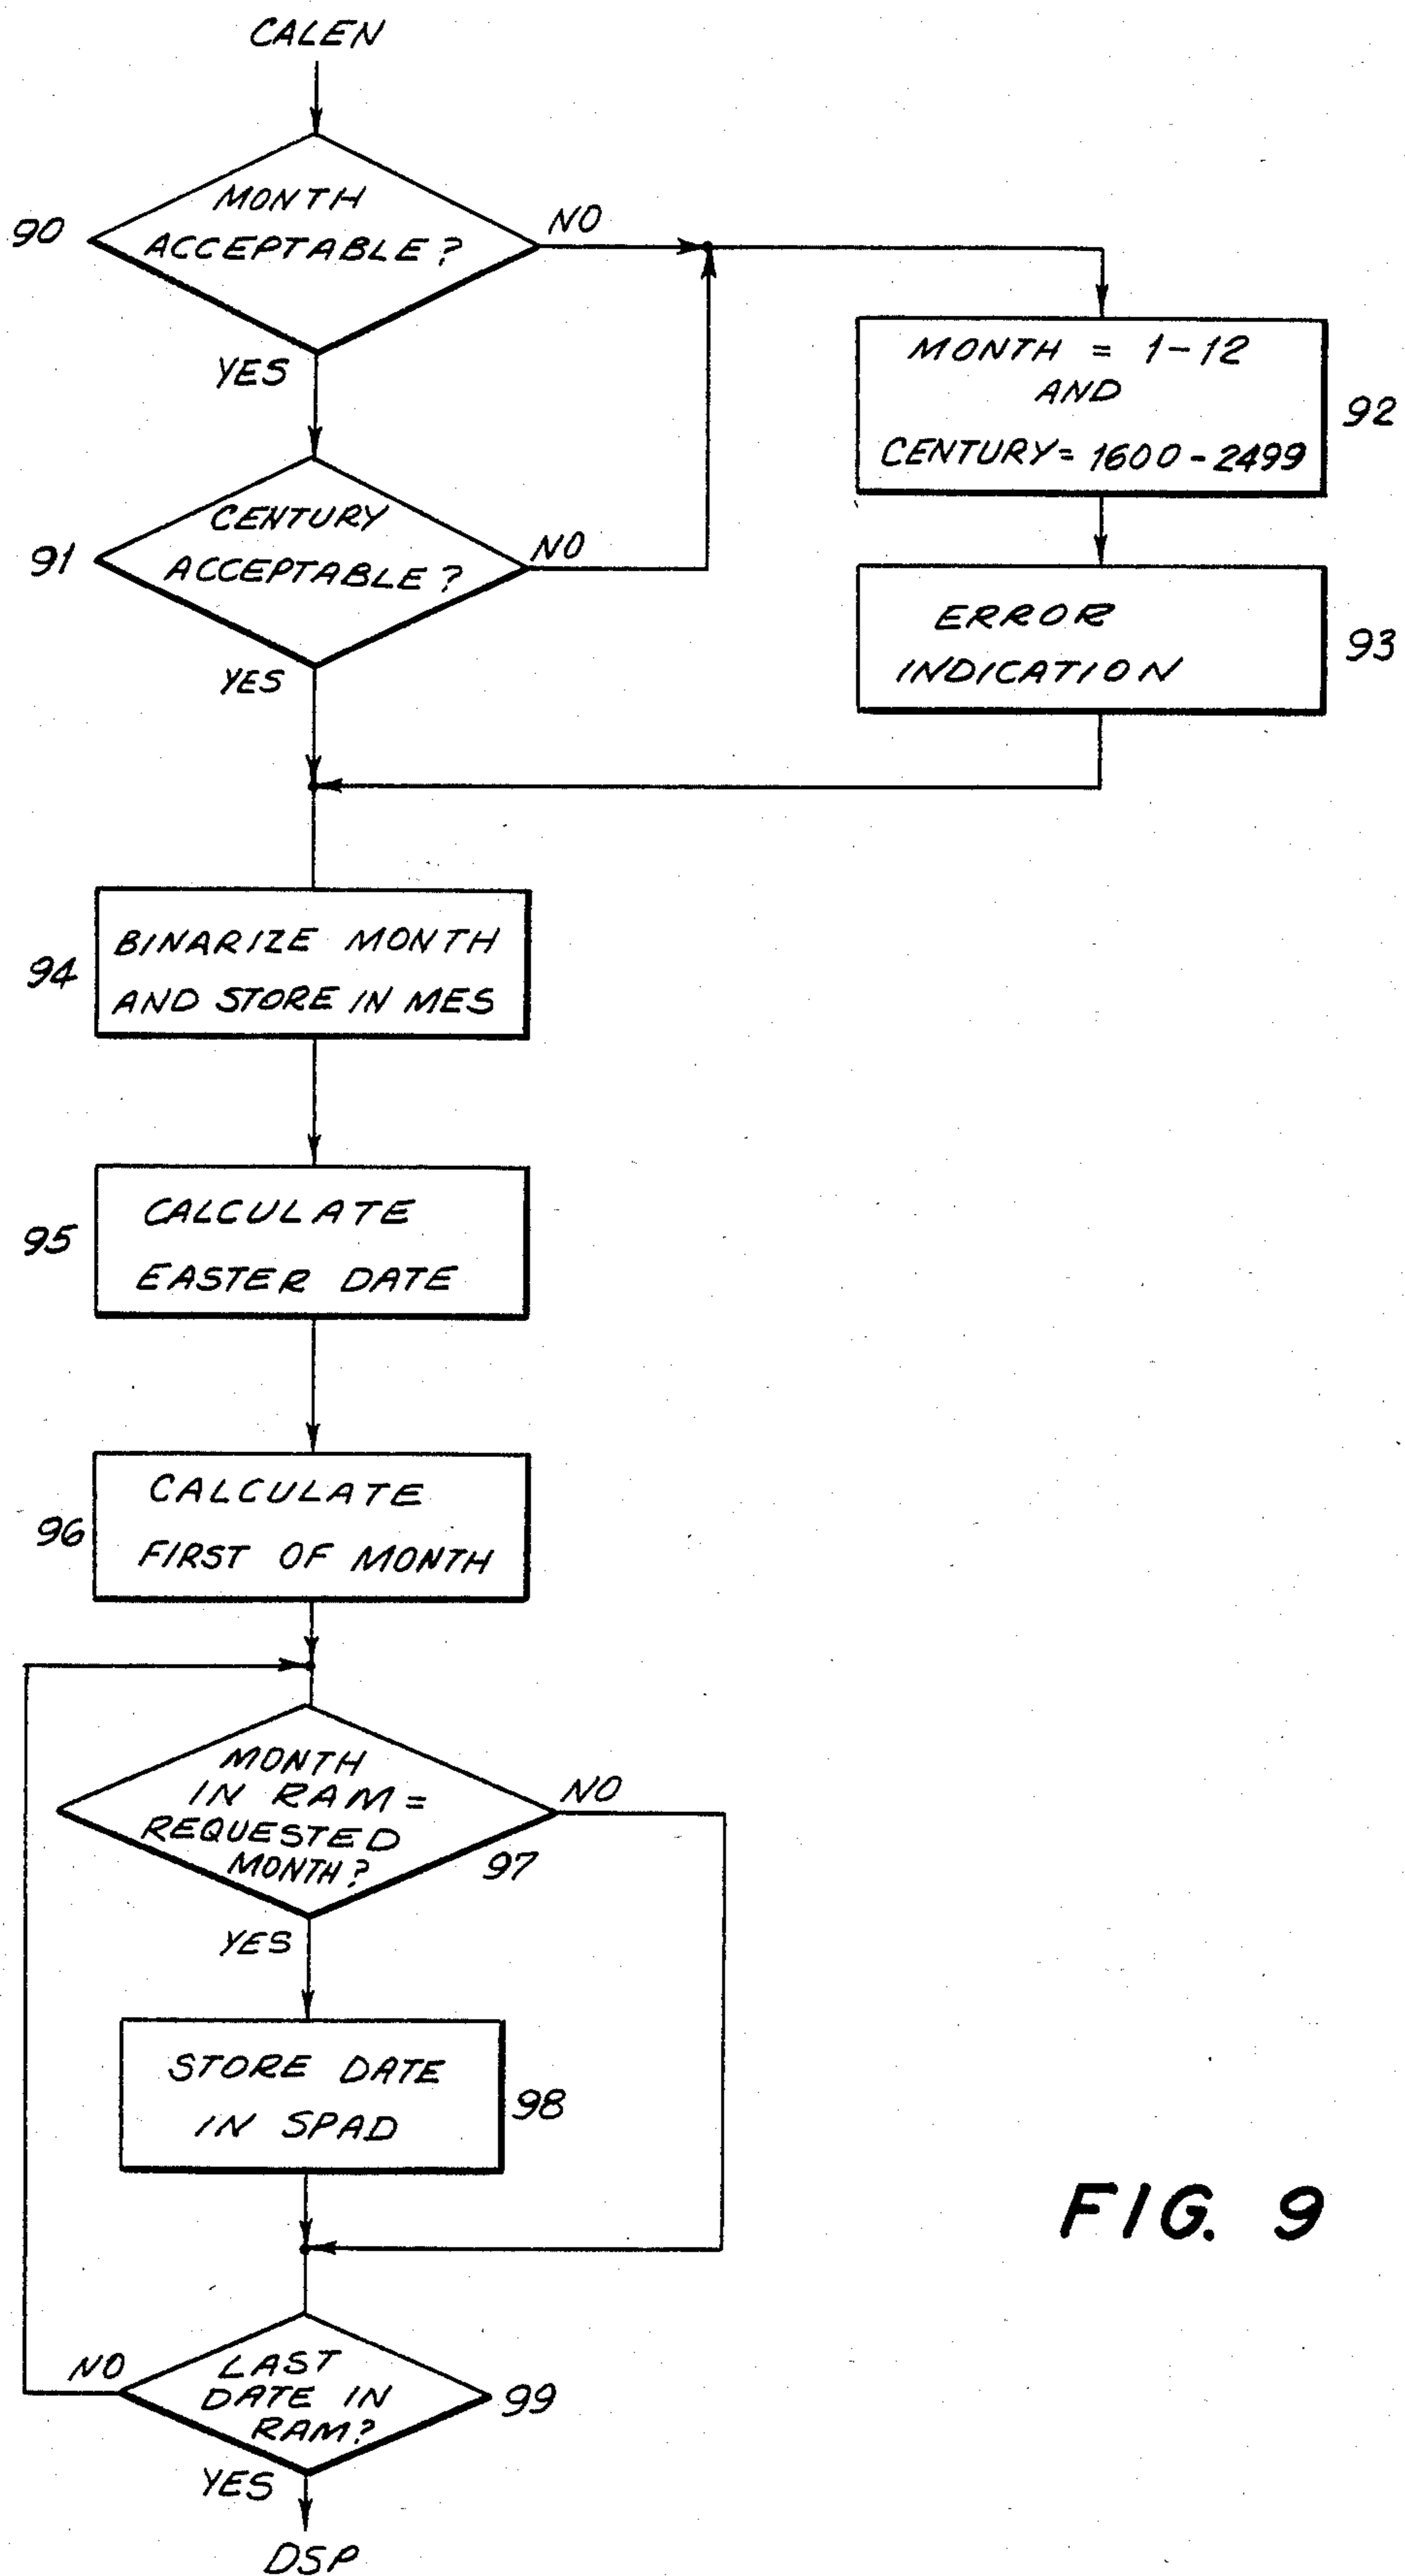 CALEN
MONTH
ACCEPTABLE?
90
NO
YES
MONTH = 1-12
AND
CENTURY= 1600-2499
92
CENTURY
ACCEPTABLE?
91
NO
YES
ERROR
INDICATION
93
BINARIZE MONTH
AND STORE IN MES
94
CALCULATE
EASTER DATE
95
CALCULATE
FIRST OF MONTH
96
MONTH
IN RAM =
REQUESTED
MONTH?
97
NO
YES
STORE DATE
IN SPAD
98
FIG. 9
LAST
DATE IN
RAM?
99
NO
YES
DSP